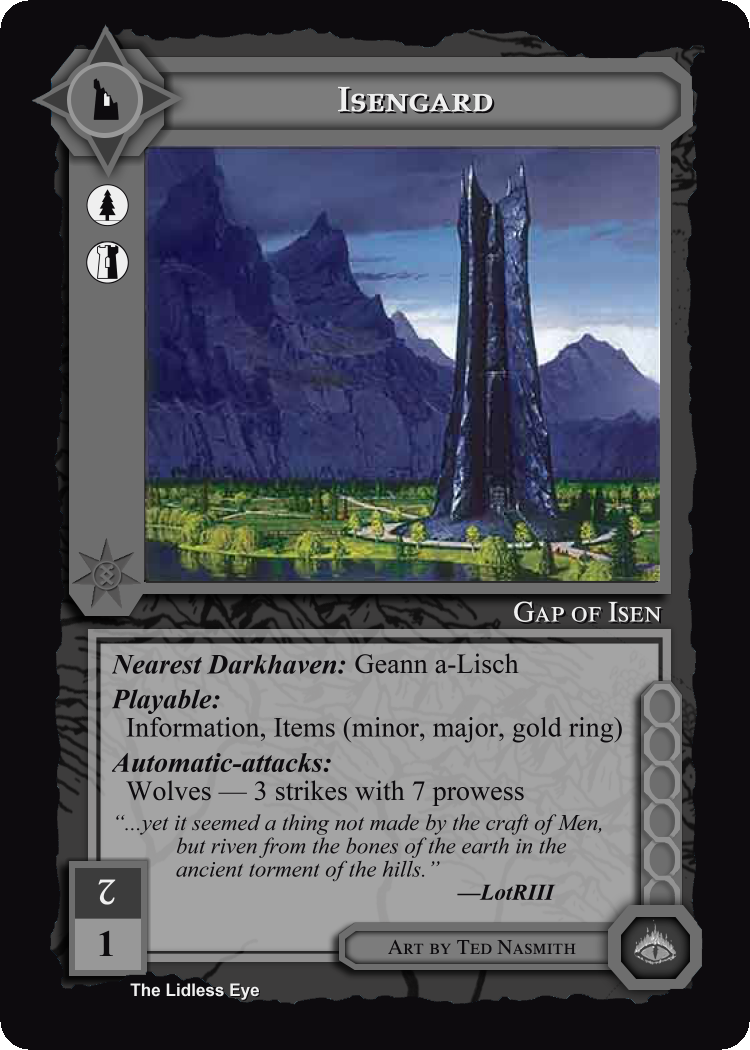 Isengard
Gap of Isen
Nearest Darkhaven: Geann a-Lisch
Playable:
Information, Items (minor, major, gold ring)
Automatic-attacks:
Wolves — 3 strikes with 7 prowess
“...yet it seemed a thing not made by the craft of Men,
but riven from the bones of the earth in the
ancient torment of the hills.”
—LotRIII
2
1
Art by Ted Nasmith
The Lidless Eye